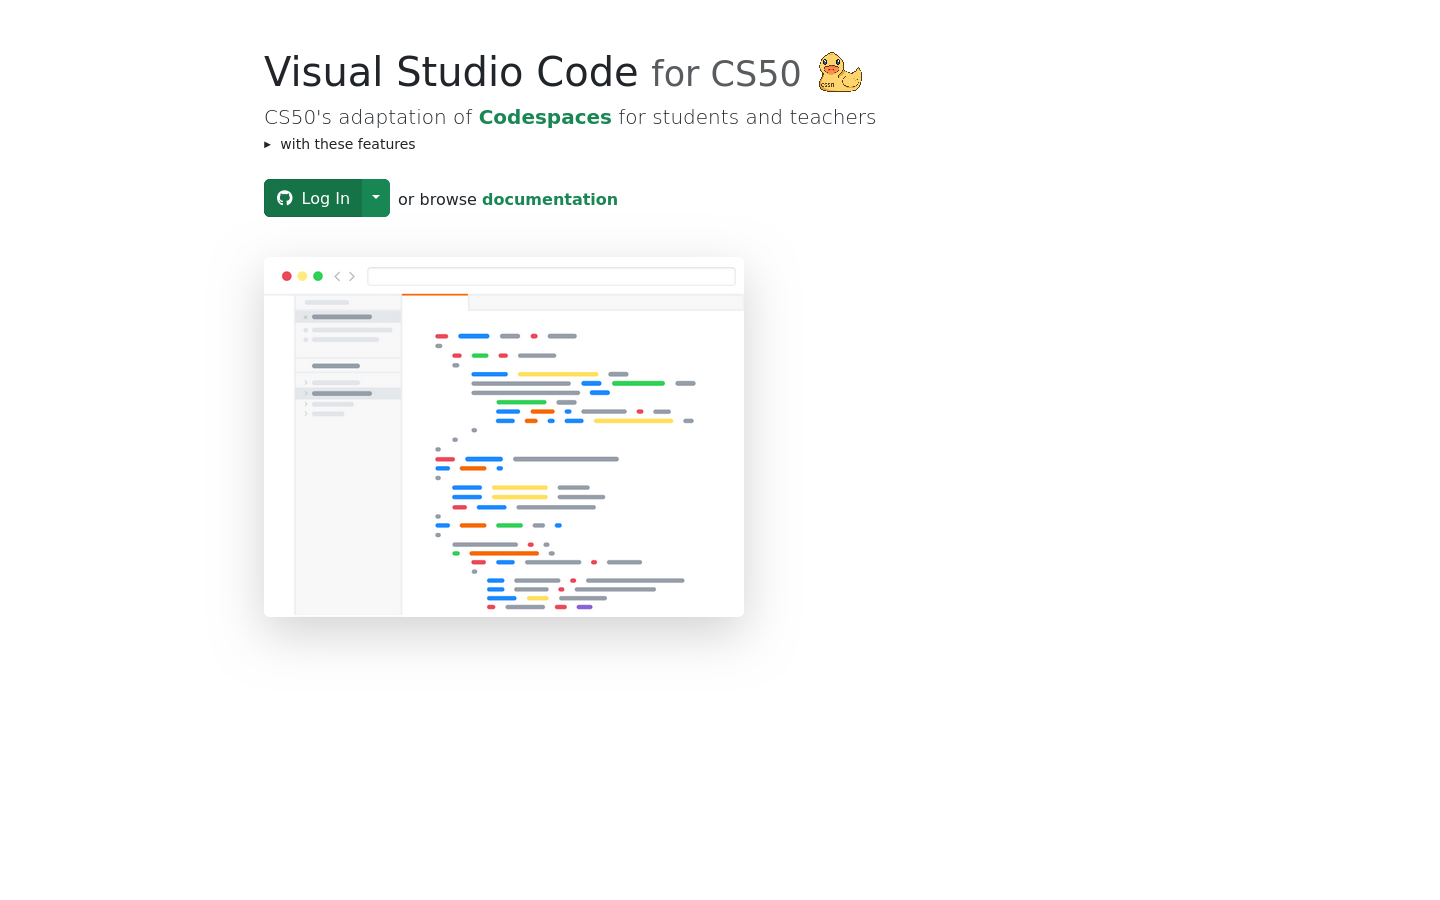 Visual Studio Code for CS50
CS50's adaptation of Codespaces for students and teachers
with these features
Log In or browse documentation